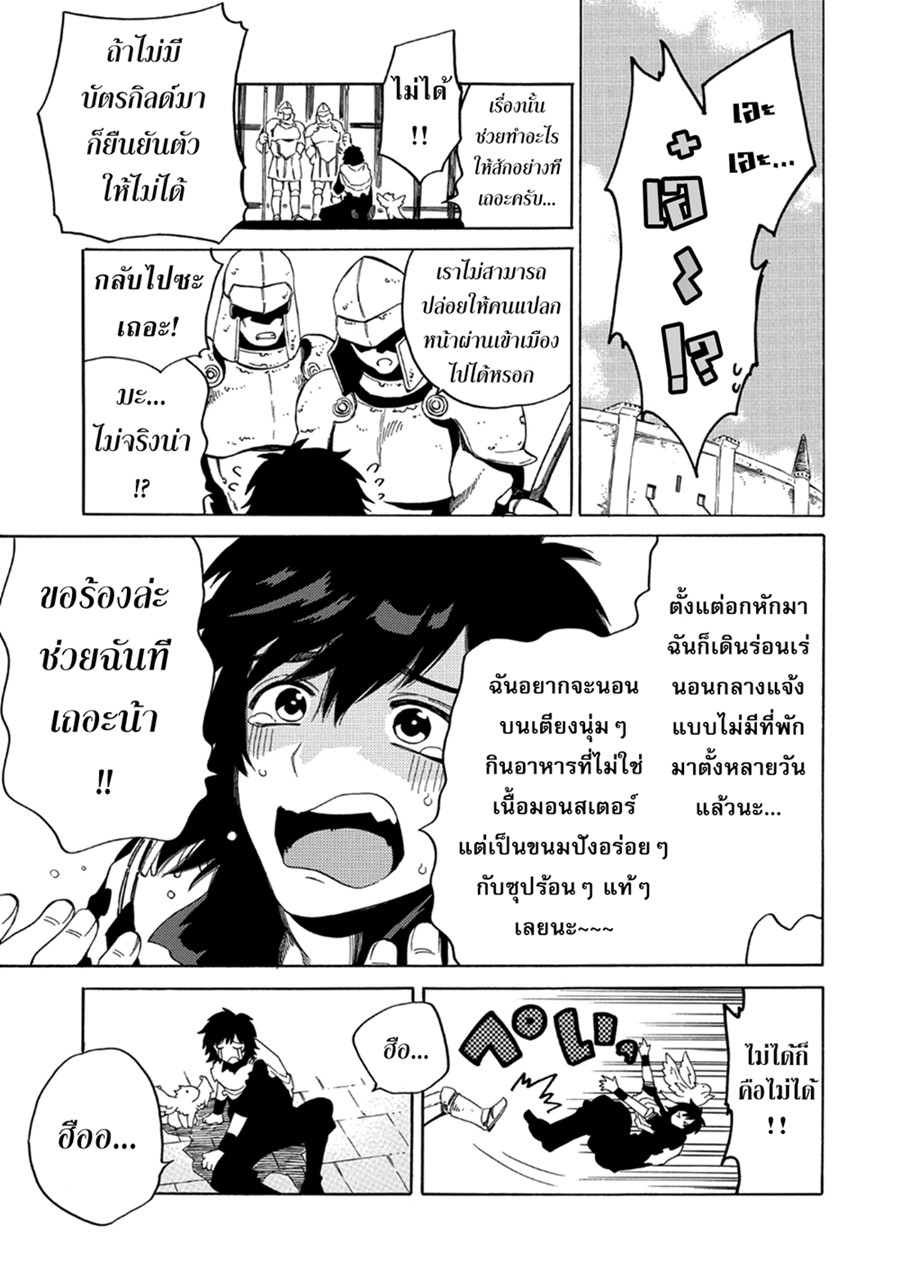 เอะ
เอะ...
เอ~!?
เรื่องนั้น
ช่วยทำอะไร
ให้สักอย่างที
เถอะครับ...
ไม่ได้
!!
ถ้าไม่มี
บัตรกิลด์มา
ก็ยืนยันตัว
ให้ไม่ได้
เราไม่สามารถ
ปล่อยให้คนแปลก
หน้าผ่านเข้าเมือง
ไปได้หรอก
กลับไปซะ
เถอะ!
มะ...
ไม่จริงน่า
!?
ตั้งแต่อกหักมา
ฉันก็เดินร่อนเร่
นอนกลางแจ้ง
แบบไม่มีที่พัก
มาตั้งหลายวัน
แล้วนะ...
ฉันอยากจะนอน
บนเตียงนุ่ม ๆ
กินอาหารที่ไม่ใช่
เนื้อมอนสเตอร์
แต่เป็นขนมปังอร่อย ๆ
กับซุปร้อน ๆ แท้ ๆ
เลยนะ~~~
ขอร้องล่ะ
ช่วยฉันที
เถอะน้า
!!
ไม่ได้ก็
คือไม่ได้
!!
ぺいっ
ฮือ...
ฮืออ...